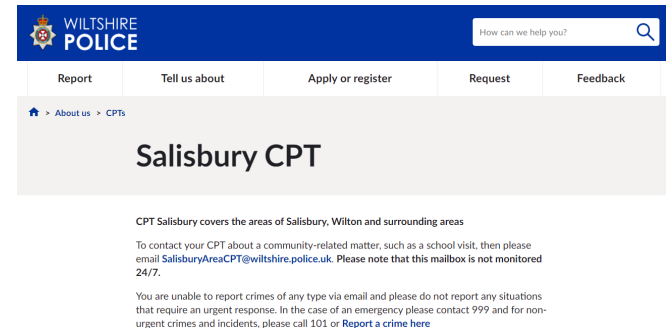 WILTSHIRE
POLICE
How can we help you?
Report
Tell us about
Apply or register
Request
Feedback
> About us > CPTs
Salisbury CPT
CPT Salisbury covers the areas of Salisbury, Wilton and surrounding areas
To contact your CPT about a community-related matter, such as a school visit, then please
email SalisburyAreaCPT@wiltshire.police.uk. Please note that this mailbox is not monitored
24/7.
You are unable to report crimes of any type via email and please do not report any situations
that require an urgent response. In the case of an emergency please contact 999 and for non-
urgent crimes and incidents, please call 101 or Report a crime here